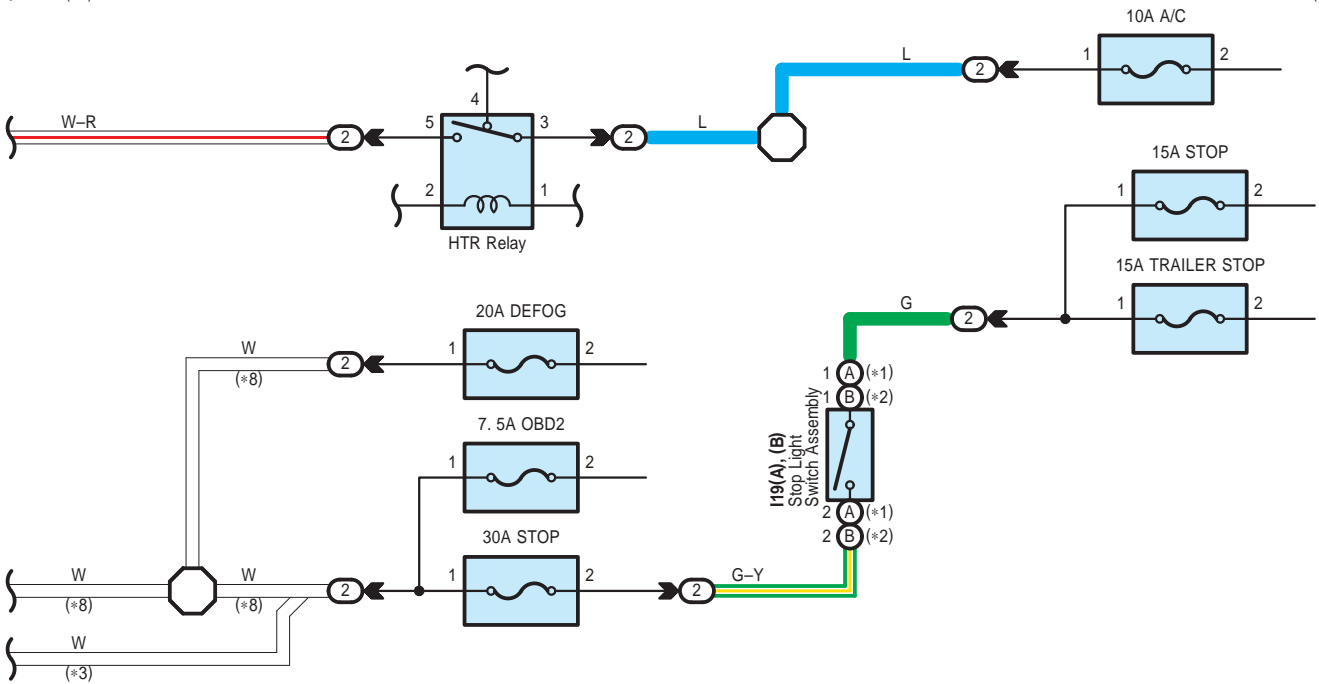 10A A/C
L
1
2
2
4
W–R
2
5
3
2
L
2
1
HTR Relay
15A STOP
1
2
15A TRAILER STOP
1
2
G
2
20A DEFOG
W
(*8)
2
1
2
1 A (*1)
1 B (*2)
I19(A), (B)
Stop Light
Switch Assembly
2 A (*1)
2 B (*2)
7. 5A OBD2
1
2
30A STOP
W
(*8)
W
(*8)
2
1
2
2
G–Y
W
(*3)